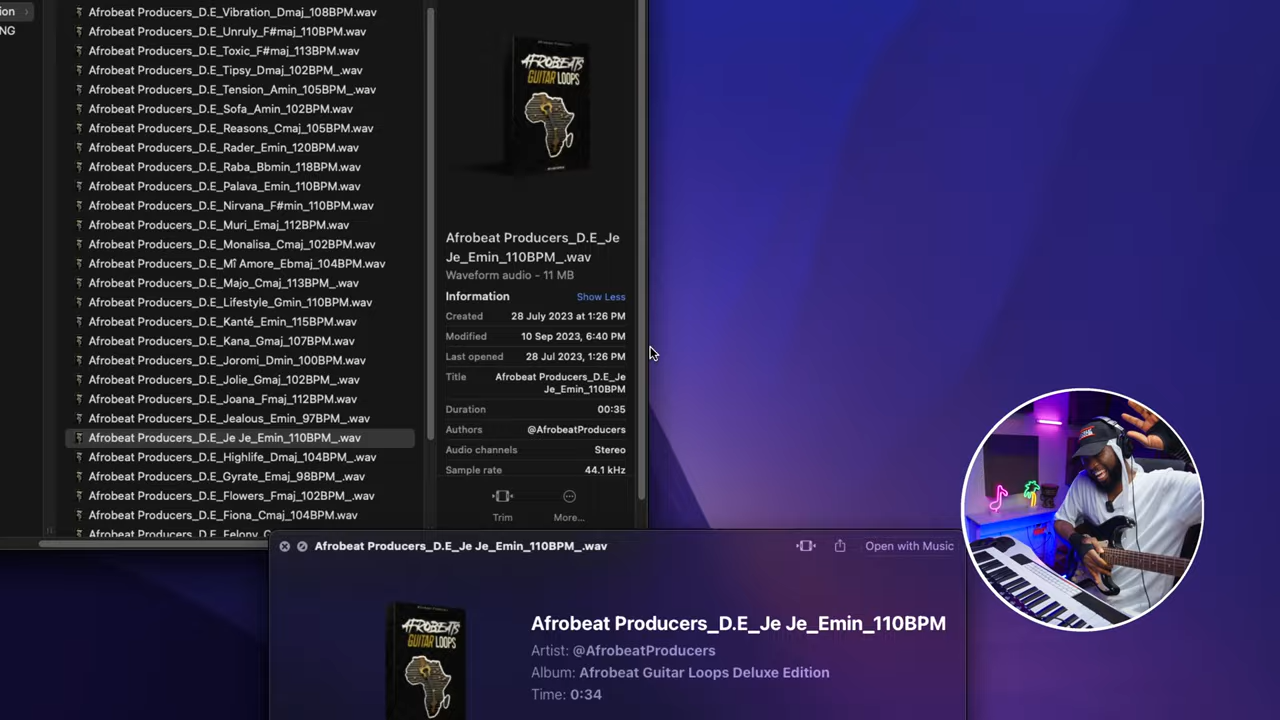 ion
NG
Afrobeat Producers_D.E_Vibration_Dmaj_108BPM.wav
Afrobeat Producers_D.E_Unruly_F#maj_110BPM.wav
Afrobeat Producers_D.E_Toxic_F#maj_113BPM.wav
Afrobeat Producers_D.E_Tipsy_Dmaj_102BPM_.wav
Afrobeat Producers_D.E_Tension_Amin_105BPM_.wav
Afrobeat Producers_D.E_Sofa_Amin_102BPM.wav
Afrobeat Producers_D.E_Reasons_Cmaj_105BPM.wav
Afrobeat Producers_D.E_Rader_Emin_120BPM.wav
Afrobeat Producers_D.E_Raba_Bbmin_118BPM.wav
Afrobeat Producers_D.E_Palava_Emin_110BPM.wav
Afrobeat Producers_D.E_Nirvana_F#min_110BPM.wav
Afrobeat Producers_D.E_Muri_Emaj_112BPM.wav
Afrobeat Producers_D.E_Monalisa_Cmaj_102BPM.wav
Afrobeat Producers_D.E_Mî Amore_Ebmaj_104BPM.wav
Afrobeat Producers_D.E_Majo_Cmaj_113BPM_.wav
Afrobeat Producers_D.E_Lifestyle_Gmin_110BPM.wav
Afrobeat Producers_D.E_Kanté_Emin_115BPM.wav
Afrobeat Producers_D.E_Kana_Gmaj_107BPM.wav
Afrobeat Producers_D.E_Joromi_Dmin_100BPM.wav
Afrobeat Producers_D.E_Jolie_Gmaj_102BPM_.wav
Afrobeat Producers_D.E_Joana_Fmaj_112BPM.wav
Afrobeat Producers_D.E_Jealous_Emin_97BPM_.wav
Afrobeat Producers_D.E_Je Je_Emin_110BPM_.wav
Afrobeat Producers_D.E_Highlife_Dmaj_104BPM_.wav
Afrobeat Producers_D.E_Gyrate_Emaj_98BPM_.wav
Afrobeat Producers_D.E_Flowers_Fmaj_102BPM_.wav
Afrobeat Producers_D.E_Fiona_Cmaj_104BPM.wav
Afrobeat Producers_D.E_Felony_G
AFROBEATS
GUITAR LOOPS
Afrobeat Producers_D.E_Je
Je_Emin_110BPM_.wav
Waveform audio - 11 MB
Information Show Less
Created 28 July 2023 at 1:26 PM
Modified 10 Sep 2023, 6:40 PM
Last opened 28 Jul 2023, 1:26 PM
Title Afrobeat Producers_D.E_Je
Je_Emin_110BPM
Duration 00:35
Authors @AfrobeatProducers
Audio channels Stereo
Sample rate 44.1 kHz
Trim More...
Afrobeat Producers_D.E_Je Je_Emin_110BPM_.wav Open with Music
AFROBEATS
GUITAR LOOPS
Afrobeat Producers_D.E_Je Je_Emin_110BPM
Artist: @AfrobeatProducers
Album: Afrobeat Guitar Loops Deluxe Edition
Time: 0:34